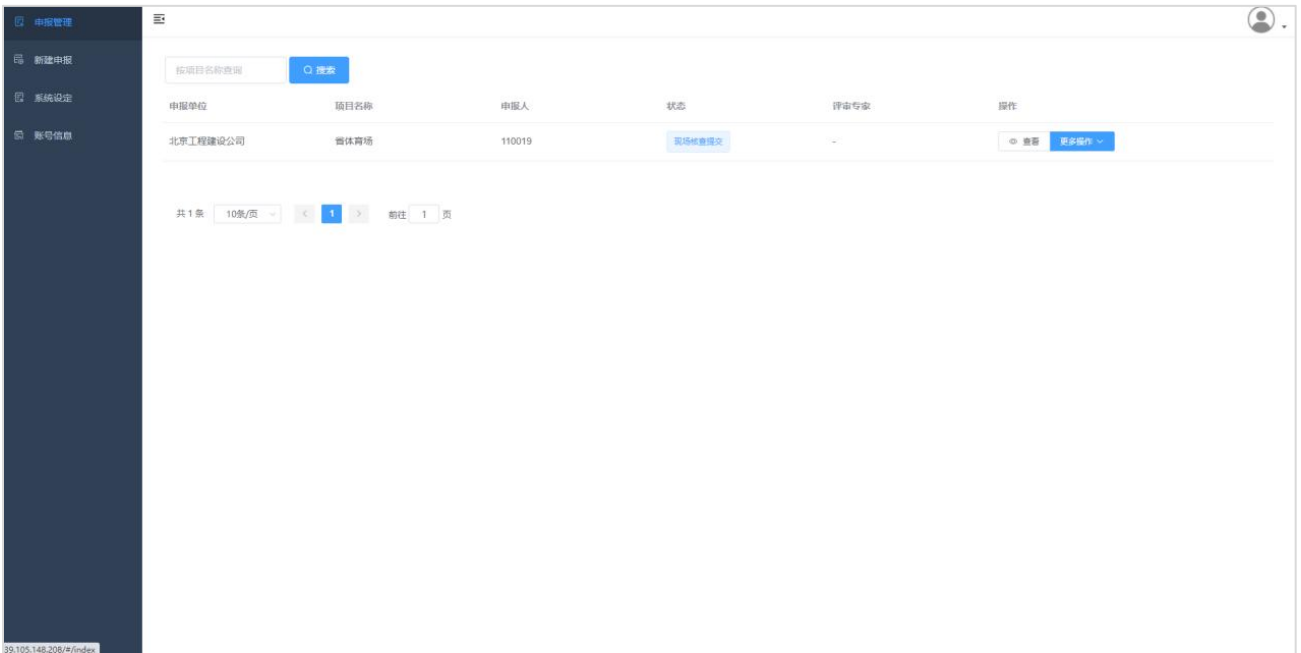 申报管理
新建申报
系统设定
账号信息
按项目名称查询 搜索
申报单位 项目名称 申报人 状态 评审专家 操作
北京工程建设公司 省体育场 110019 现场核查提交 - 查看 更多操作
共1条 10条/页 1 前往 1 页
39.105.148.208/#/index